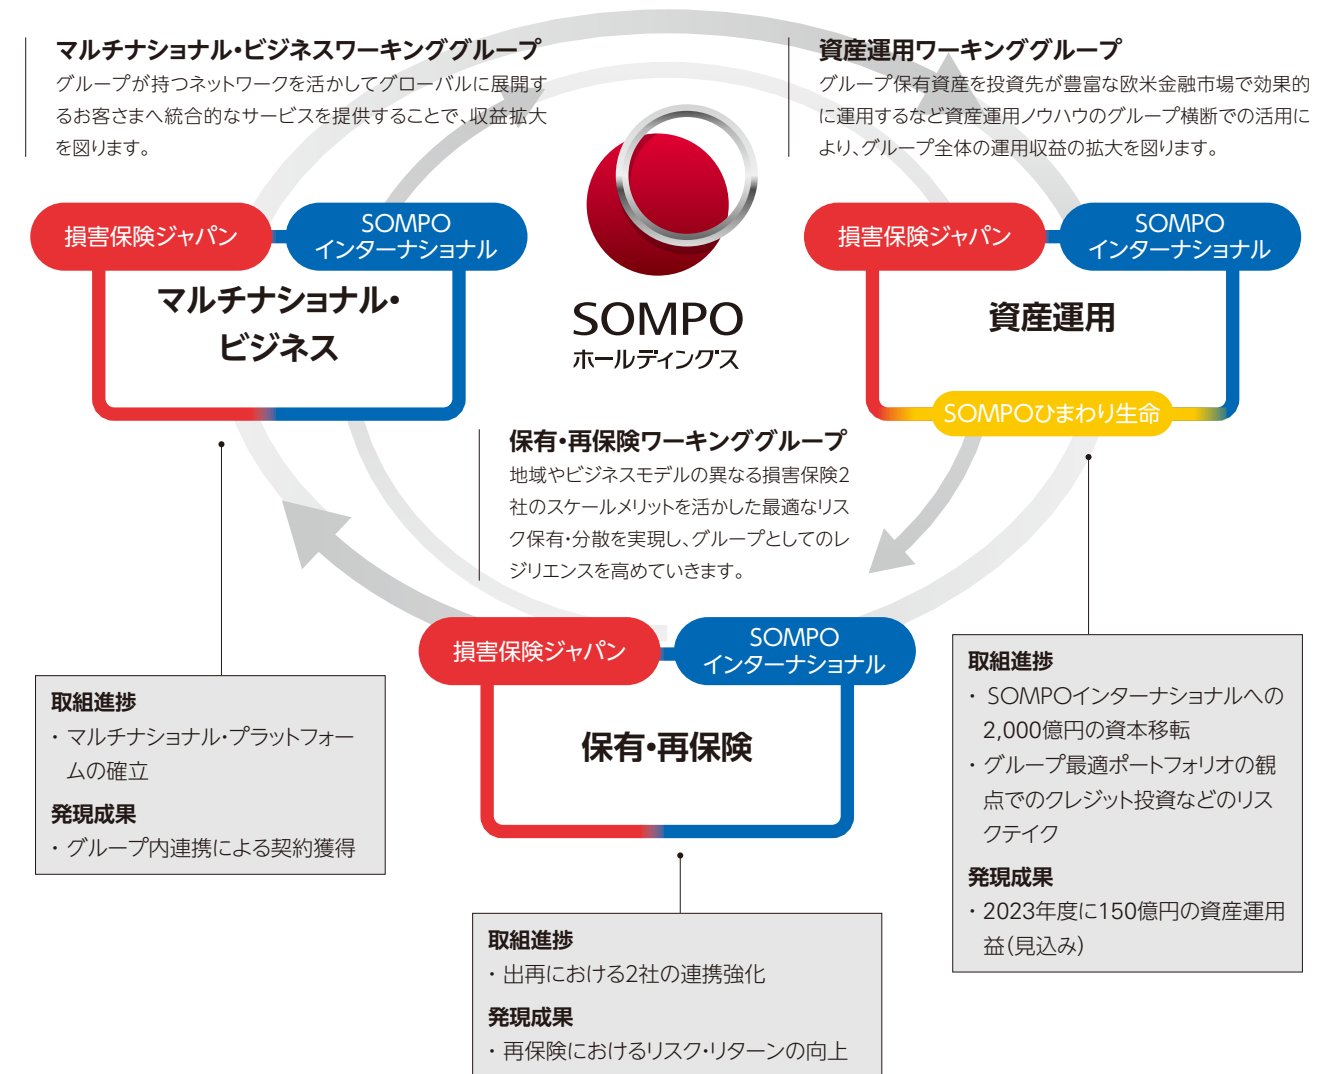 マルチナショナル・ビジネスワーキンググループ
グループが持つネットワークを活かしてグローバルに展開す
るお客さまへ統合的なサービスを提供することで、収益拡大
を図ります。
資産運用ワーキンググループ
グループ保有資産を投資先が豊富な欧米金融市場で効果的
に運用するなど資産運用ノウハウのグループ横断での活用に
より、グループ全体の運用収益の拡大を図ります。
損害保険ジャパン
SOMPO
インターナショナル
マルチナショナル・
ビジネス
SOMPO
ホールディングス
損害保険ジャパン
SOMPO
インターナショナル
資産運用
SOMPOひまわり生命
保有・再保険ワーキンググループ
地域やビジネスモデルの異なる損害保険2
社のスケールメリットを活かした最適なリス
ク保有・分散を実現し、グループとしてのレ
ジリエンスを高めていきます。
損害保険ジャパン
SOMPO
インターナショナル
保有・再保険
取組進捗
・マルチナショナル・プラットフォー
ムの確立
発現成果
・グループ内連携による契約獲得
取組進捗
・出再における2社の連携強化
発現成果
・再保険におけるリスク・リターンの向上
取組進捗
・SOMPOインターナショナルへの
2,000億円の資本移転
・グループ最適ポートフォリオの観
点でのクレジット投資などのリス
クテイク
発現成果
・2023年度に150億円の資産運用
益(見込み)